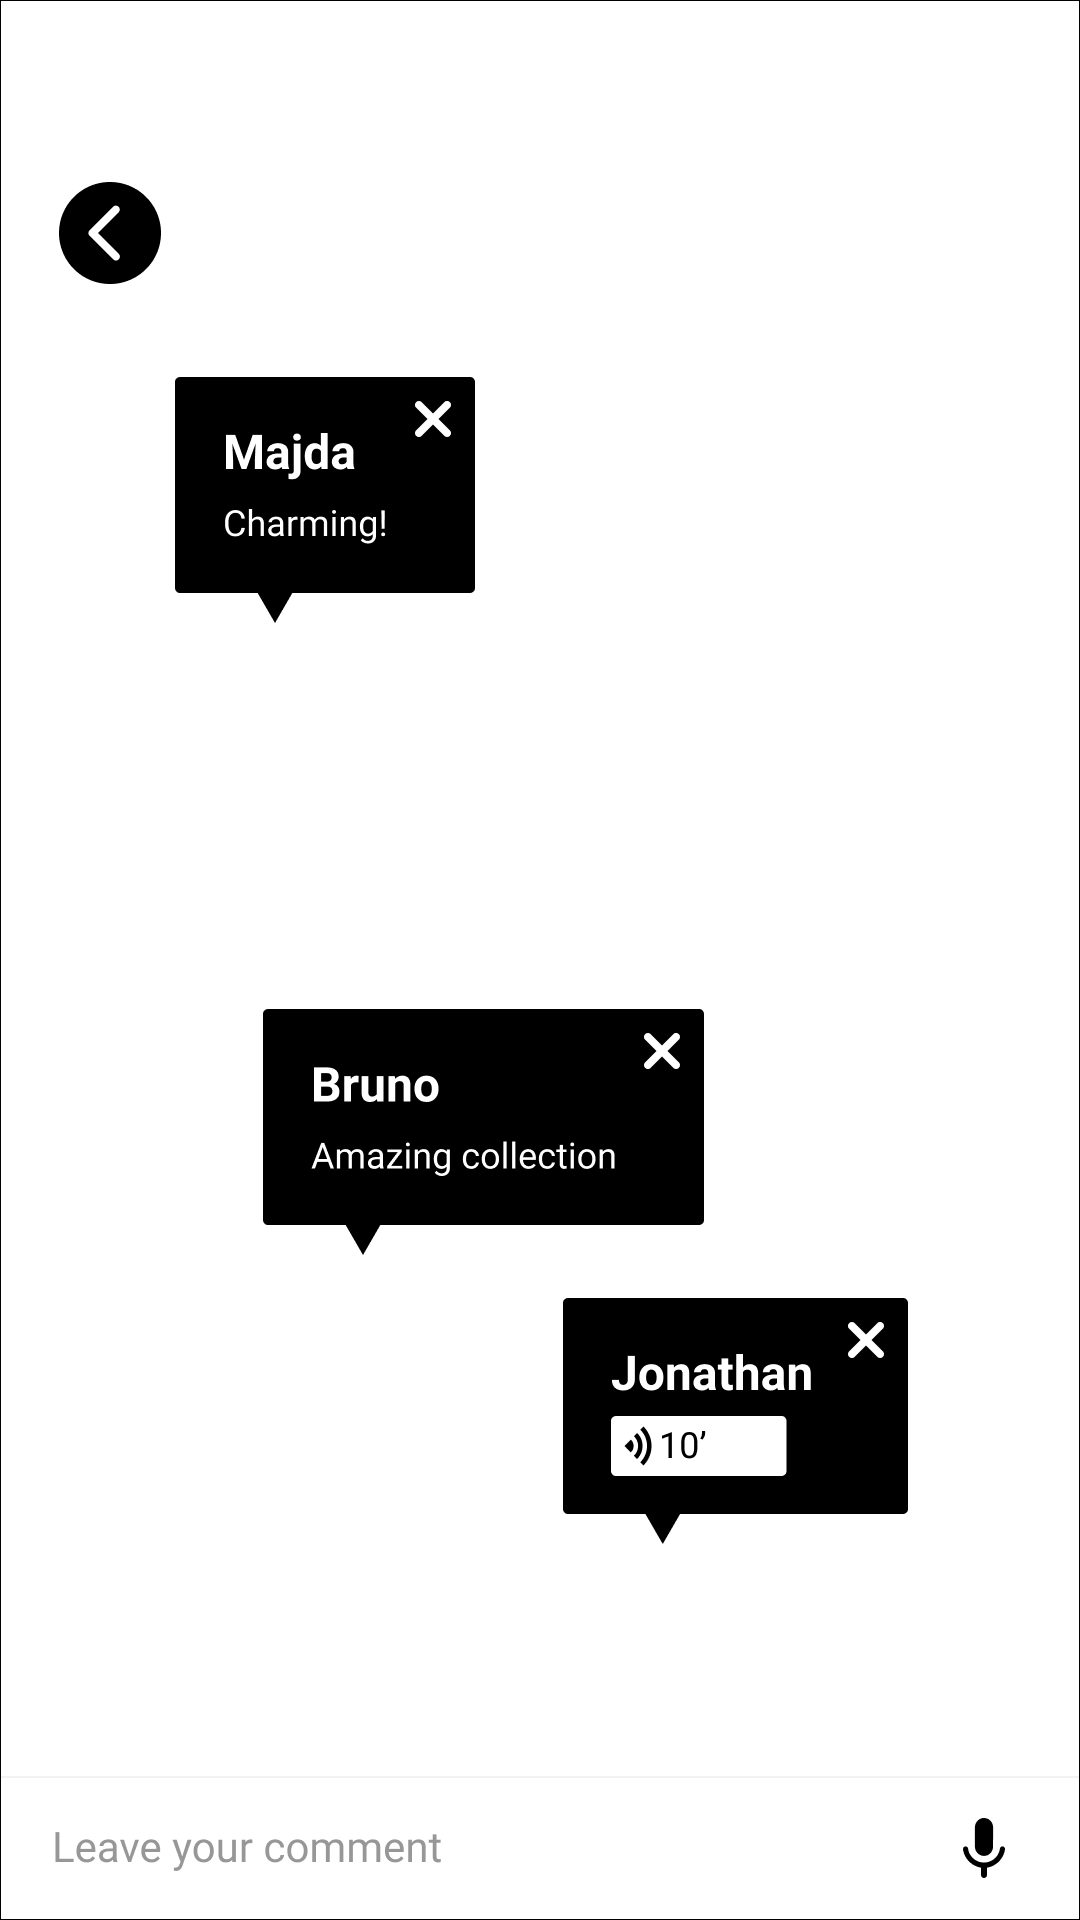 Majda
Charming!
Bruno
Amazing collection
Jonathan
10’
Leave your comment